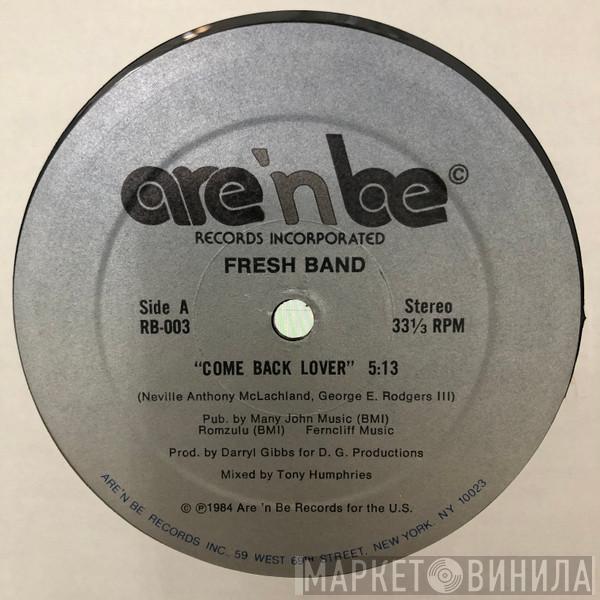 are 'n be ©
RECORDS INCORPORATED
FRESH BAND
Side A
RB-003
Stereo
33 1/3 RPM
"COME BACK LOVER" 5:13
(Neville Anthony McLachland, George E. Rodgers III)
Pub. by Many John Music (BMI)
Romzulu (BMI) Ferncliff Music
Prod. by Darryl Gibbs for D. G. Productions
Mixed by Tony Humphries
© ℗1984 Are 'n Be Records for the U.S.
ARE'N BE RECORDS INC. 59 WEST 69TH STREET, NEW YORK, NY 10023
МАРКЕТ ВИНИЛА